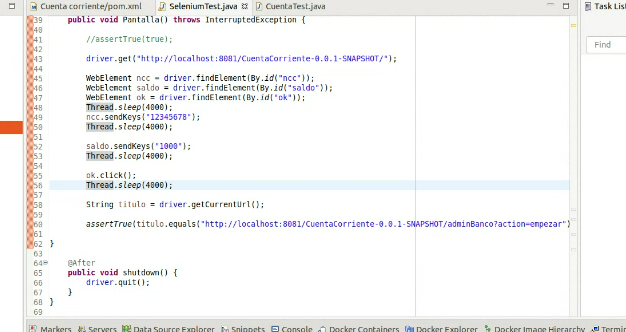 Cuenta corriente/pom.xml SeleniumTest.java CuentaTest.java Task List
39 public void Pantalla() throws InterruptedException {
40
41 //assertTrue(true);
42
43 driver.get("http://localhost:8081/CuentaCorriente-0.0.1-SNAPSHOT/");
44
45 WebElement ncc = driver.findElement(By.id("ncc"));
46 WebElement saldo = driver.findElement(By.id("saldo"));
47 WebElement ok = driver.findElement(By.id("ok"));
48 Thread.sleep(4000);
49 ncc.sendKeys("12345678");
50 Thread.sleep(4000);
51
52 saldo.sendKeys("1000");
53 Thread.sleep(4000);
54
55 ok.click();
56 Thread.sleep(4000);
57
58 String titulo = driver.getCurrentUrl();
59
60 assertTrue(titulo.equals("http://localhost:8081/CuentaCorriente-0.0.1-SNAPSHOT/adminBanco?action=empezar")
61
62 }
63
64 @After
65 public void shutdown() {
66 driver.quit();
67 }
68 }
69
Find
Markers Servers Data Source Explorer Snippets Console Docker Containers Docker Explorer Docker Image Hierarchy Termin